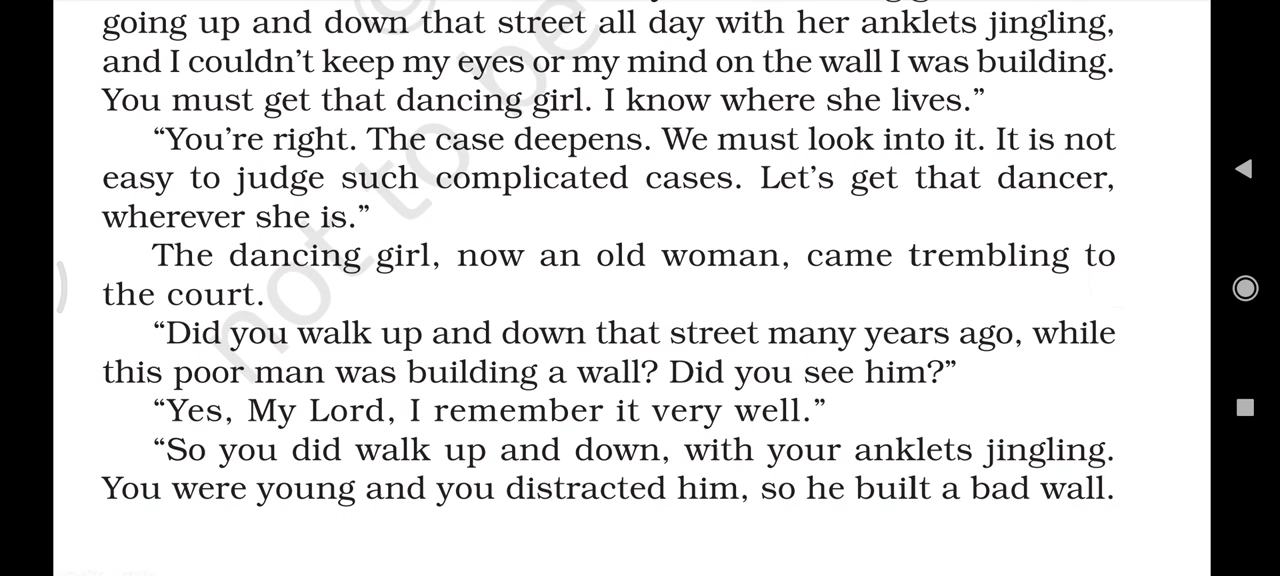 going up and down that street all day with her anklets jingling,
and I couldn’t keep my eyes or my mind on the wall I was building.
You must get that dancing girl. I know where she lives.”
“You’re right. The case deepens. We must look into it. It is not
easy to judge such complicated cases. Let’s get that dancer,
wherever she is.”
The dancing girl, now an old woman, came trembling to
the court.
“Did you walk up and down that street many years ago, while
this poor man was building a wall? Did you see him?”
“Yes, My Lord, I remember it very well.”
“So you did walk up and down, with your anklets jingling.
You were young and you distracted him, so he built a bad wall.
not to be